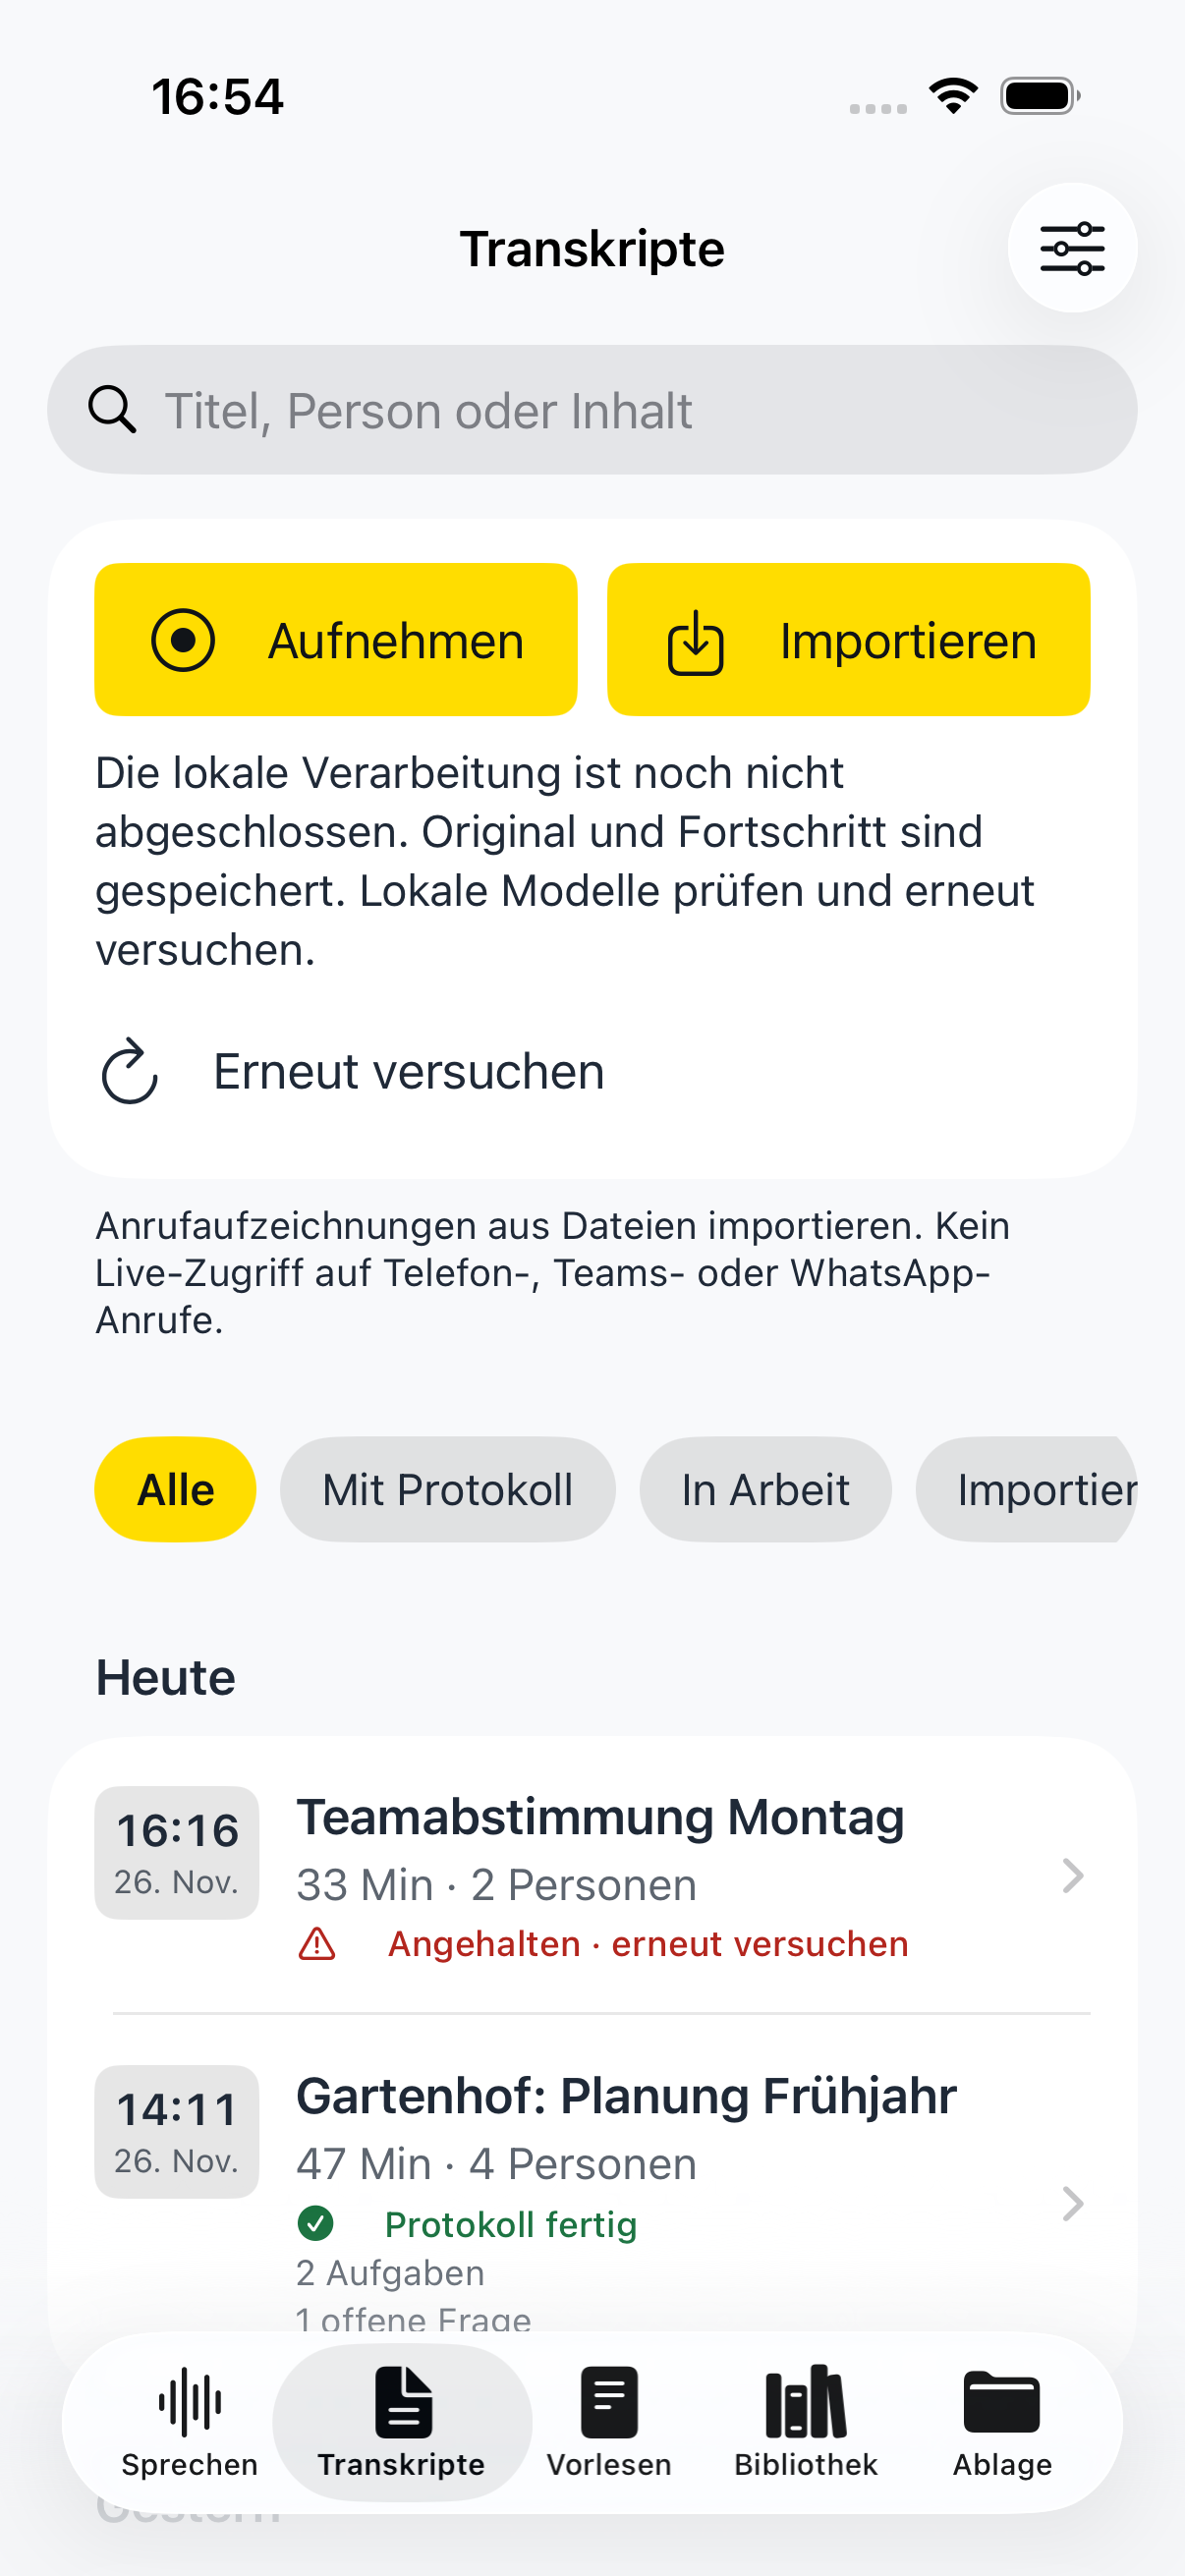 16:54
Transkripte
Titel, Person oder Inhalt
Aufnehmen
Importieren
Die lokale Verarbeitung ist noch nicht
abgeschlossen. Original und Fortschritt sind
gespeichert. Lokale Modelle prüfen und erneut
versuchen.
Erneut versuchen
Anrufaufzeichnungen aus Dateien importieren. Kein
Live-Zugriff auf Telefon-, Teams- oder WhatsApp-
Anrufe.
Alle
Mit Protokoll
In Arbeit
Importier
Heute
16:16
26. Nov.
Teamabstimmung Montag
33 Min · 2 Personen
Angehalten · erneut versuchen
14:11
26. Nov.
Gartenhof: Planung Frühjahr
47 Min · 4 Personen
Protokoll fertig
2 Aufgaben
1 offene Frage
Sprechen
Transkripte
Vorlesen
Bibliothek
Ablage